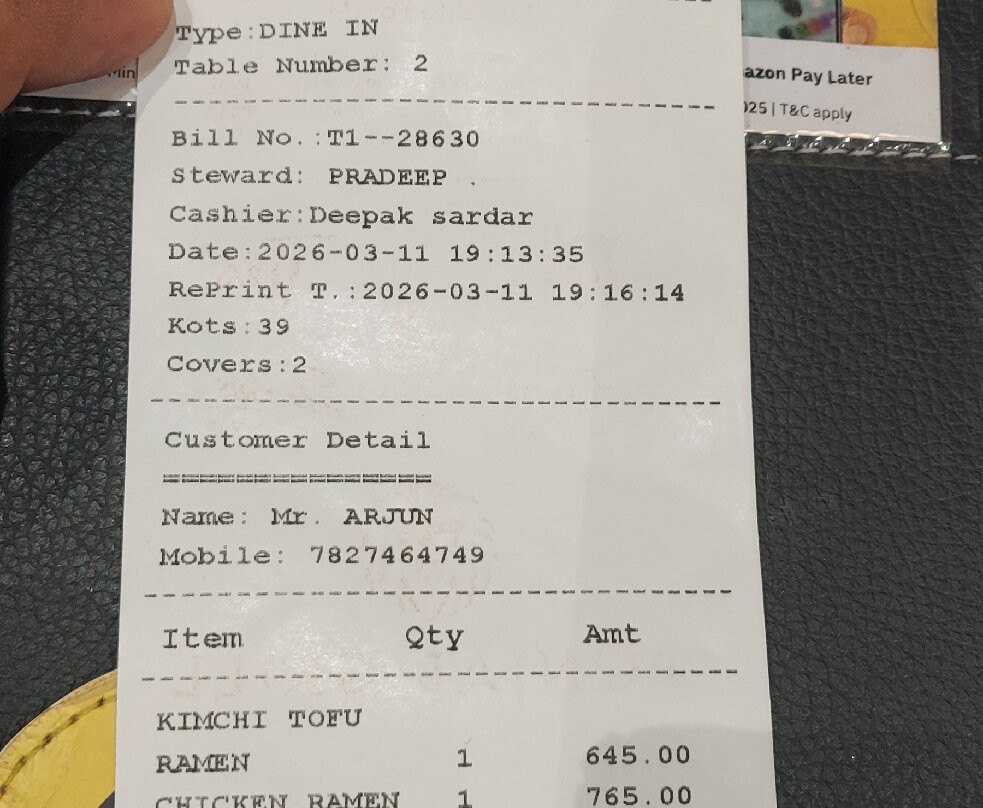 Type:DINE IN
Table Number: 2
Bill No.:T1--28630
Steward: PRADEEP .
Cashier:Deepak sardar
Date:2026-03-11 19:13:35
RePrint T.:2026-03-11 19:16:14
Kots:39
Covers:2
Customer Detail
Name: Mr. ARJUN
Mobile: 7827464749
Item Qty Amt
KIMCHI TOFU
RAMEN 1 645.00
CHICKEN RAMEN 1 765.00
Min
azon Pay Later
025 | T&C apply